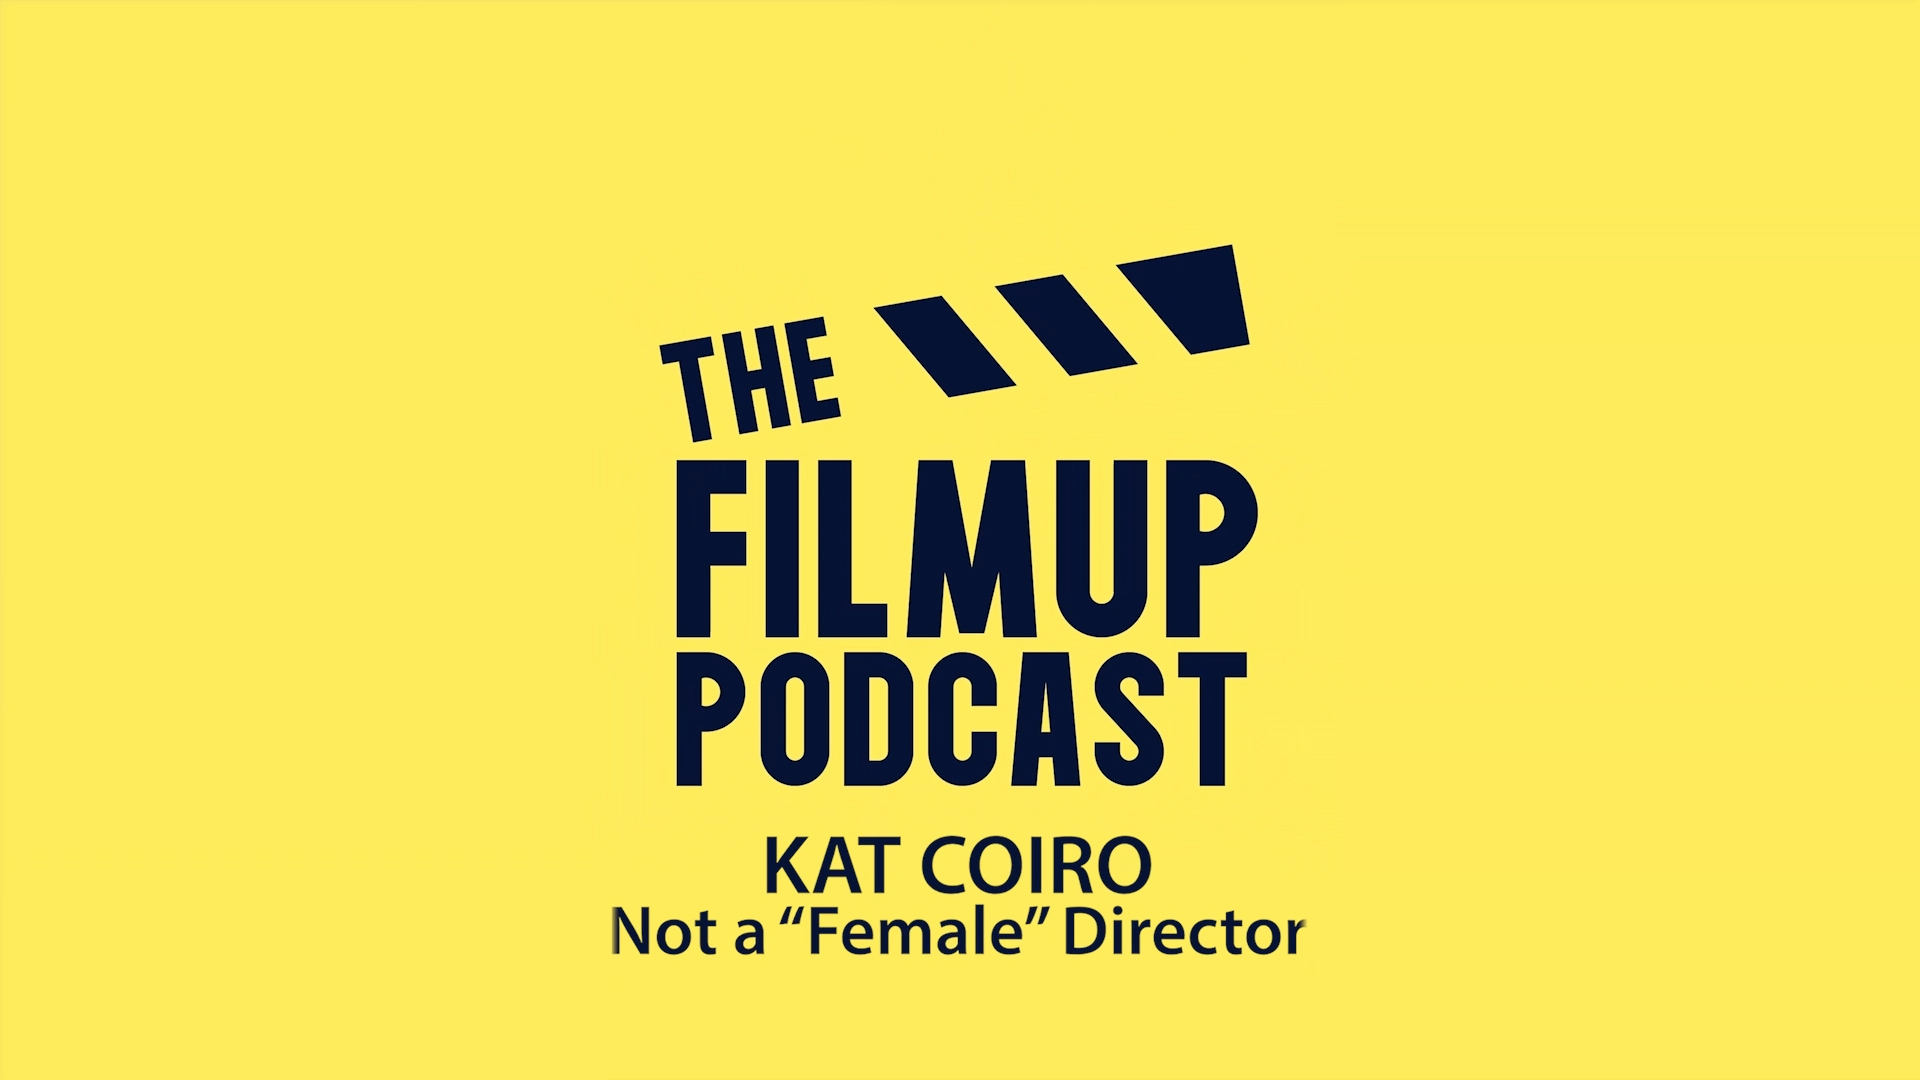 THE
FILMUP
PODCAST
KAT COIRO
Not a “Female” Director